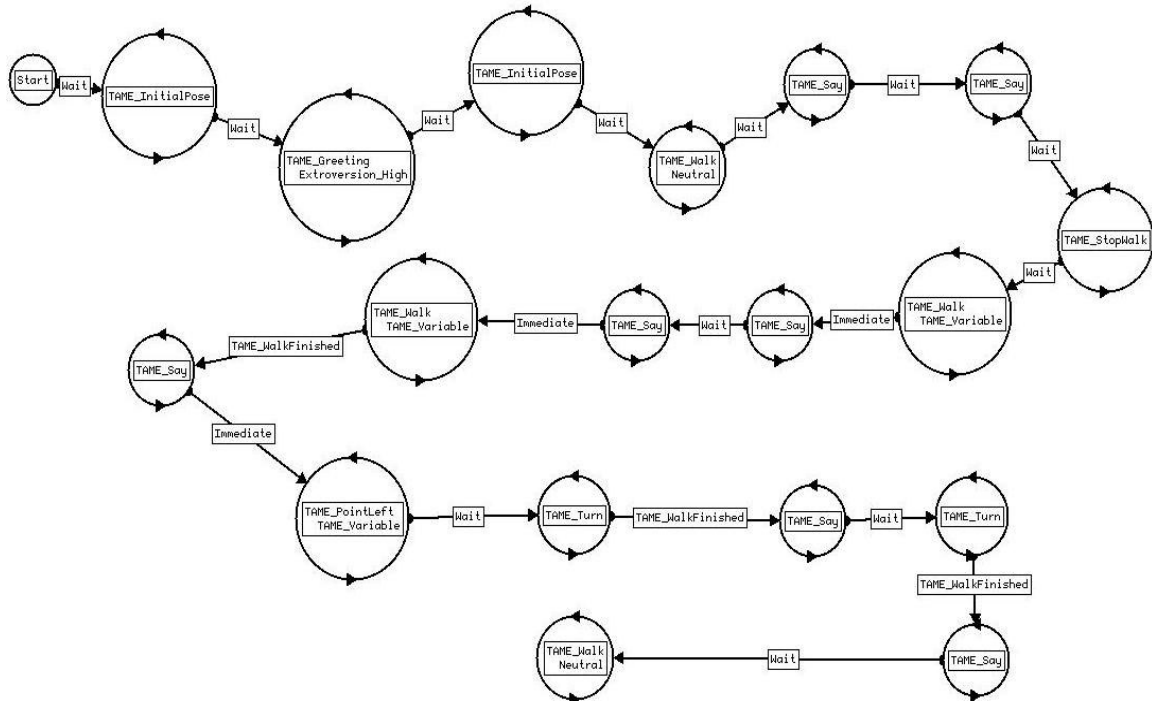 Start
Wait
TAME_InitialPose
Wait
TAME_Greeting
Extroversion_High
Wait
TAME_InitialPose
Wait
TAME_Walk
Neutral
Wait
TAME_Say
Wait
TAME_Say
Wait
TAME_StopWalk
Wait
TAME_Walk
TAME_Variable
Immediate
TAME_Say
Wait
TAME_Say
Immediate
TAME_Walk
TAME_Variable
TAME_WalkFinished
TAME_Say
Immediate
TAME_PointLeft
TAME_Variable
Wait
TAME_Turn
TAME_WalkFinished
TAME_Say
Wait
TAME_Turn
TAME_WalkFinished
TAME_Say
Wait
TAME_Walk
Neutral